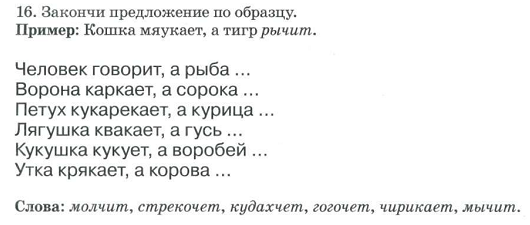 16. Закончи предложение по образцу.
Пример: Кошка мяукает, а тигр рычит.
Человек говорит, а рыба ...
Ворона каркает, а сорока ...
Петух кукарекает, а курица ...
Лягушка квакает, а гусь ...
Кукушка кукует, а воробей ...
Утка крякает, а корова ...
Слова: молчит, стрекочет, кудахчет, гогочет, чирикает, мычит.